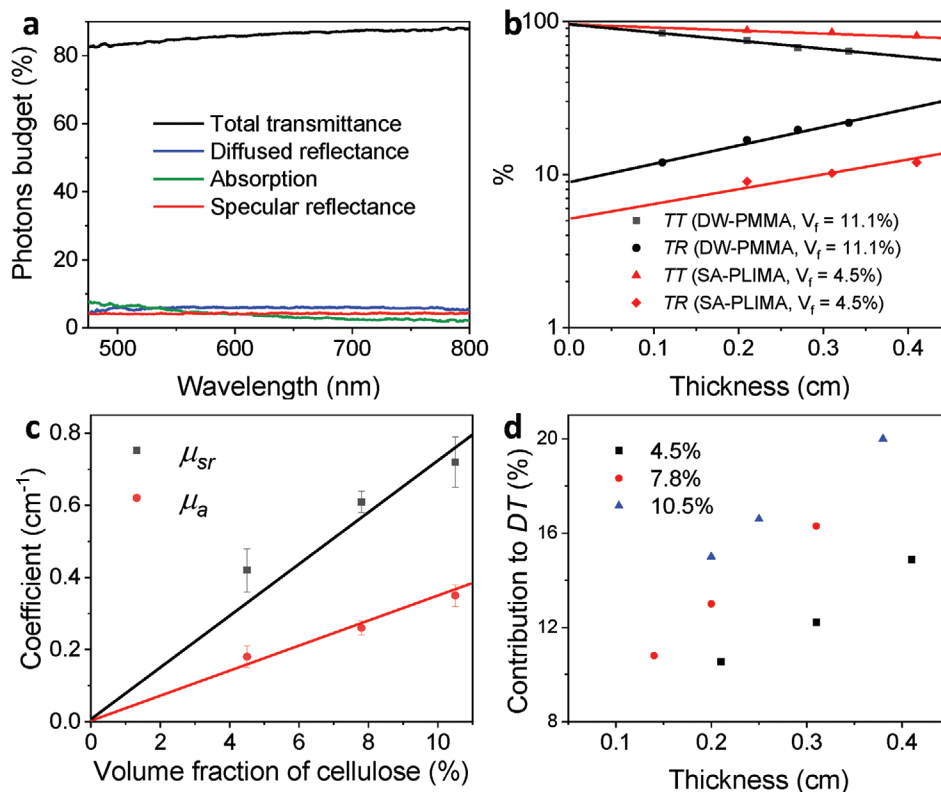 a
Photons budget (%)
80
60
40
20
0
Total transmittance
Diffused reflectance
Absorption
Specular reflectance
500 600 700 800
Wavelength (nm)
b
%
100
10
1
TT (DW-PMMA, Vf = 11.1%)
TR (DW-PMMA, Vf = 11.1%)
TT (SA-PLIMA, Vf = 4.5%)
TR (SA-PLIMA, Vf = 4.5%)
0.0 0.1 0.2 0.3 0.4
Thickness (cm)
c
Coefficient (cm-1)
0.8
0.6
0.4
0.2
0.0
μsr
μa
0 2 4 6 8 10
Volume fraction of cellulose (%)
d
Contribution to DT (%)
20
16
12
8
4.5%
7.8%
10.5%
0.1 0.2 0.3 0.4
Thickness (cm)